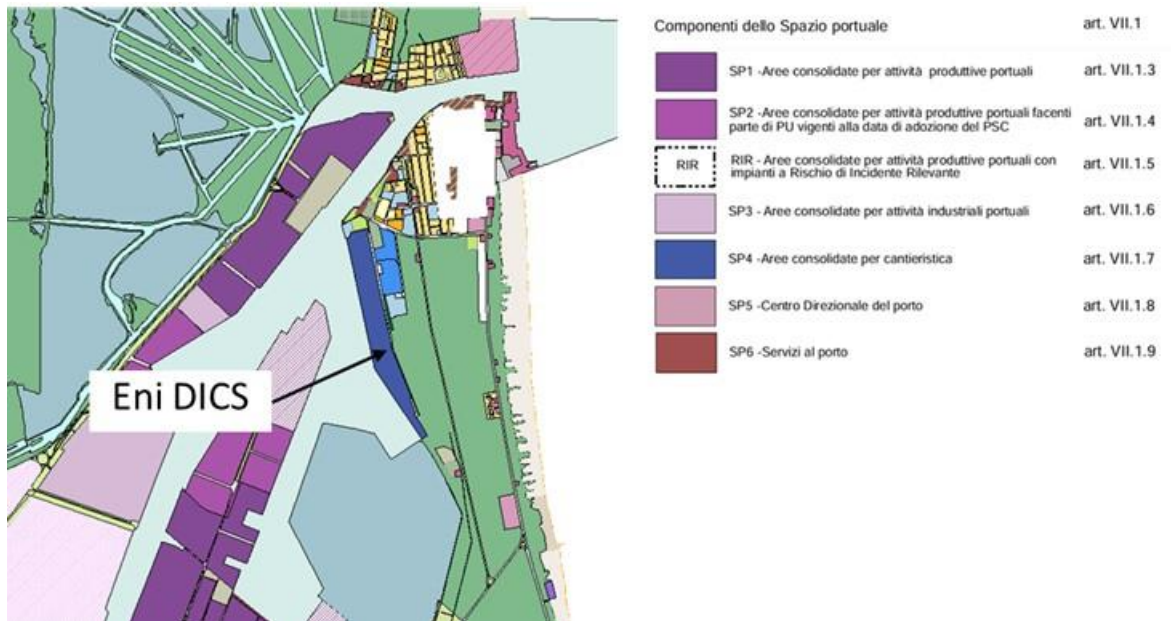 Componenti dello Spazio portuale art. VII.1
SP1 -Aree consolidate per attività produttive portuali art. VII.1.3
SP2 -Aree consolidate per attività produttive portuali facenti
parte di PU vigenti alla data di adozione del PSC art. VII.1.4
RIR RIR - Aree consolidate per attività produttive portuali con
impianti a Rischio di Incidente Rilevante art. VII.1.5
SP3 - Aree consolidate per attività industriali portuali art. VII.1.6
SP4 -Aree consolidate per cantieristica art. VII.1.7
SP5 -Centro Direzionale del porto art. VII.1.8
SP6 -Servizi al porto art. VII.1.9
Eni DICS